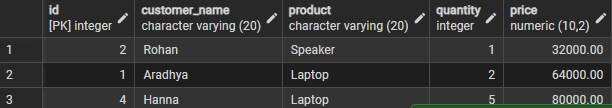 id customer_name product quantity price
[PK] integer character varying (20) character varying (20) integer numeric (10,2)
1 2 Rohan Speaker 1 32000.00
2 1 Aradhya Laptop 2 64000.00
3 4 Hanna Laptop 5 80000.00